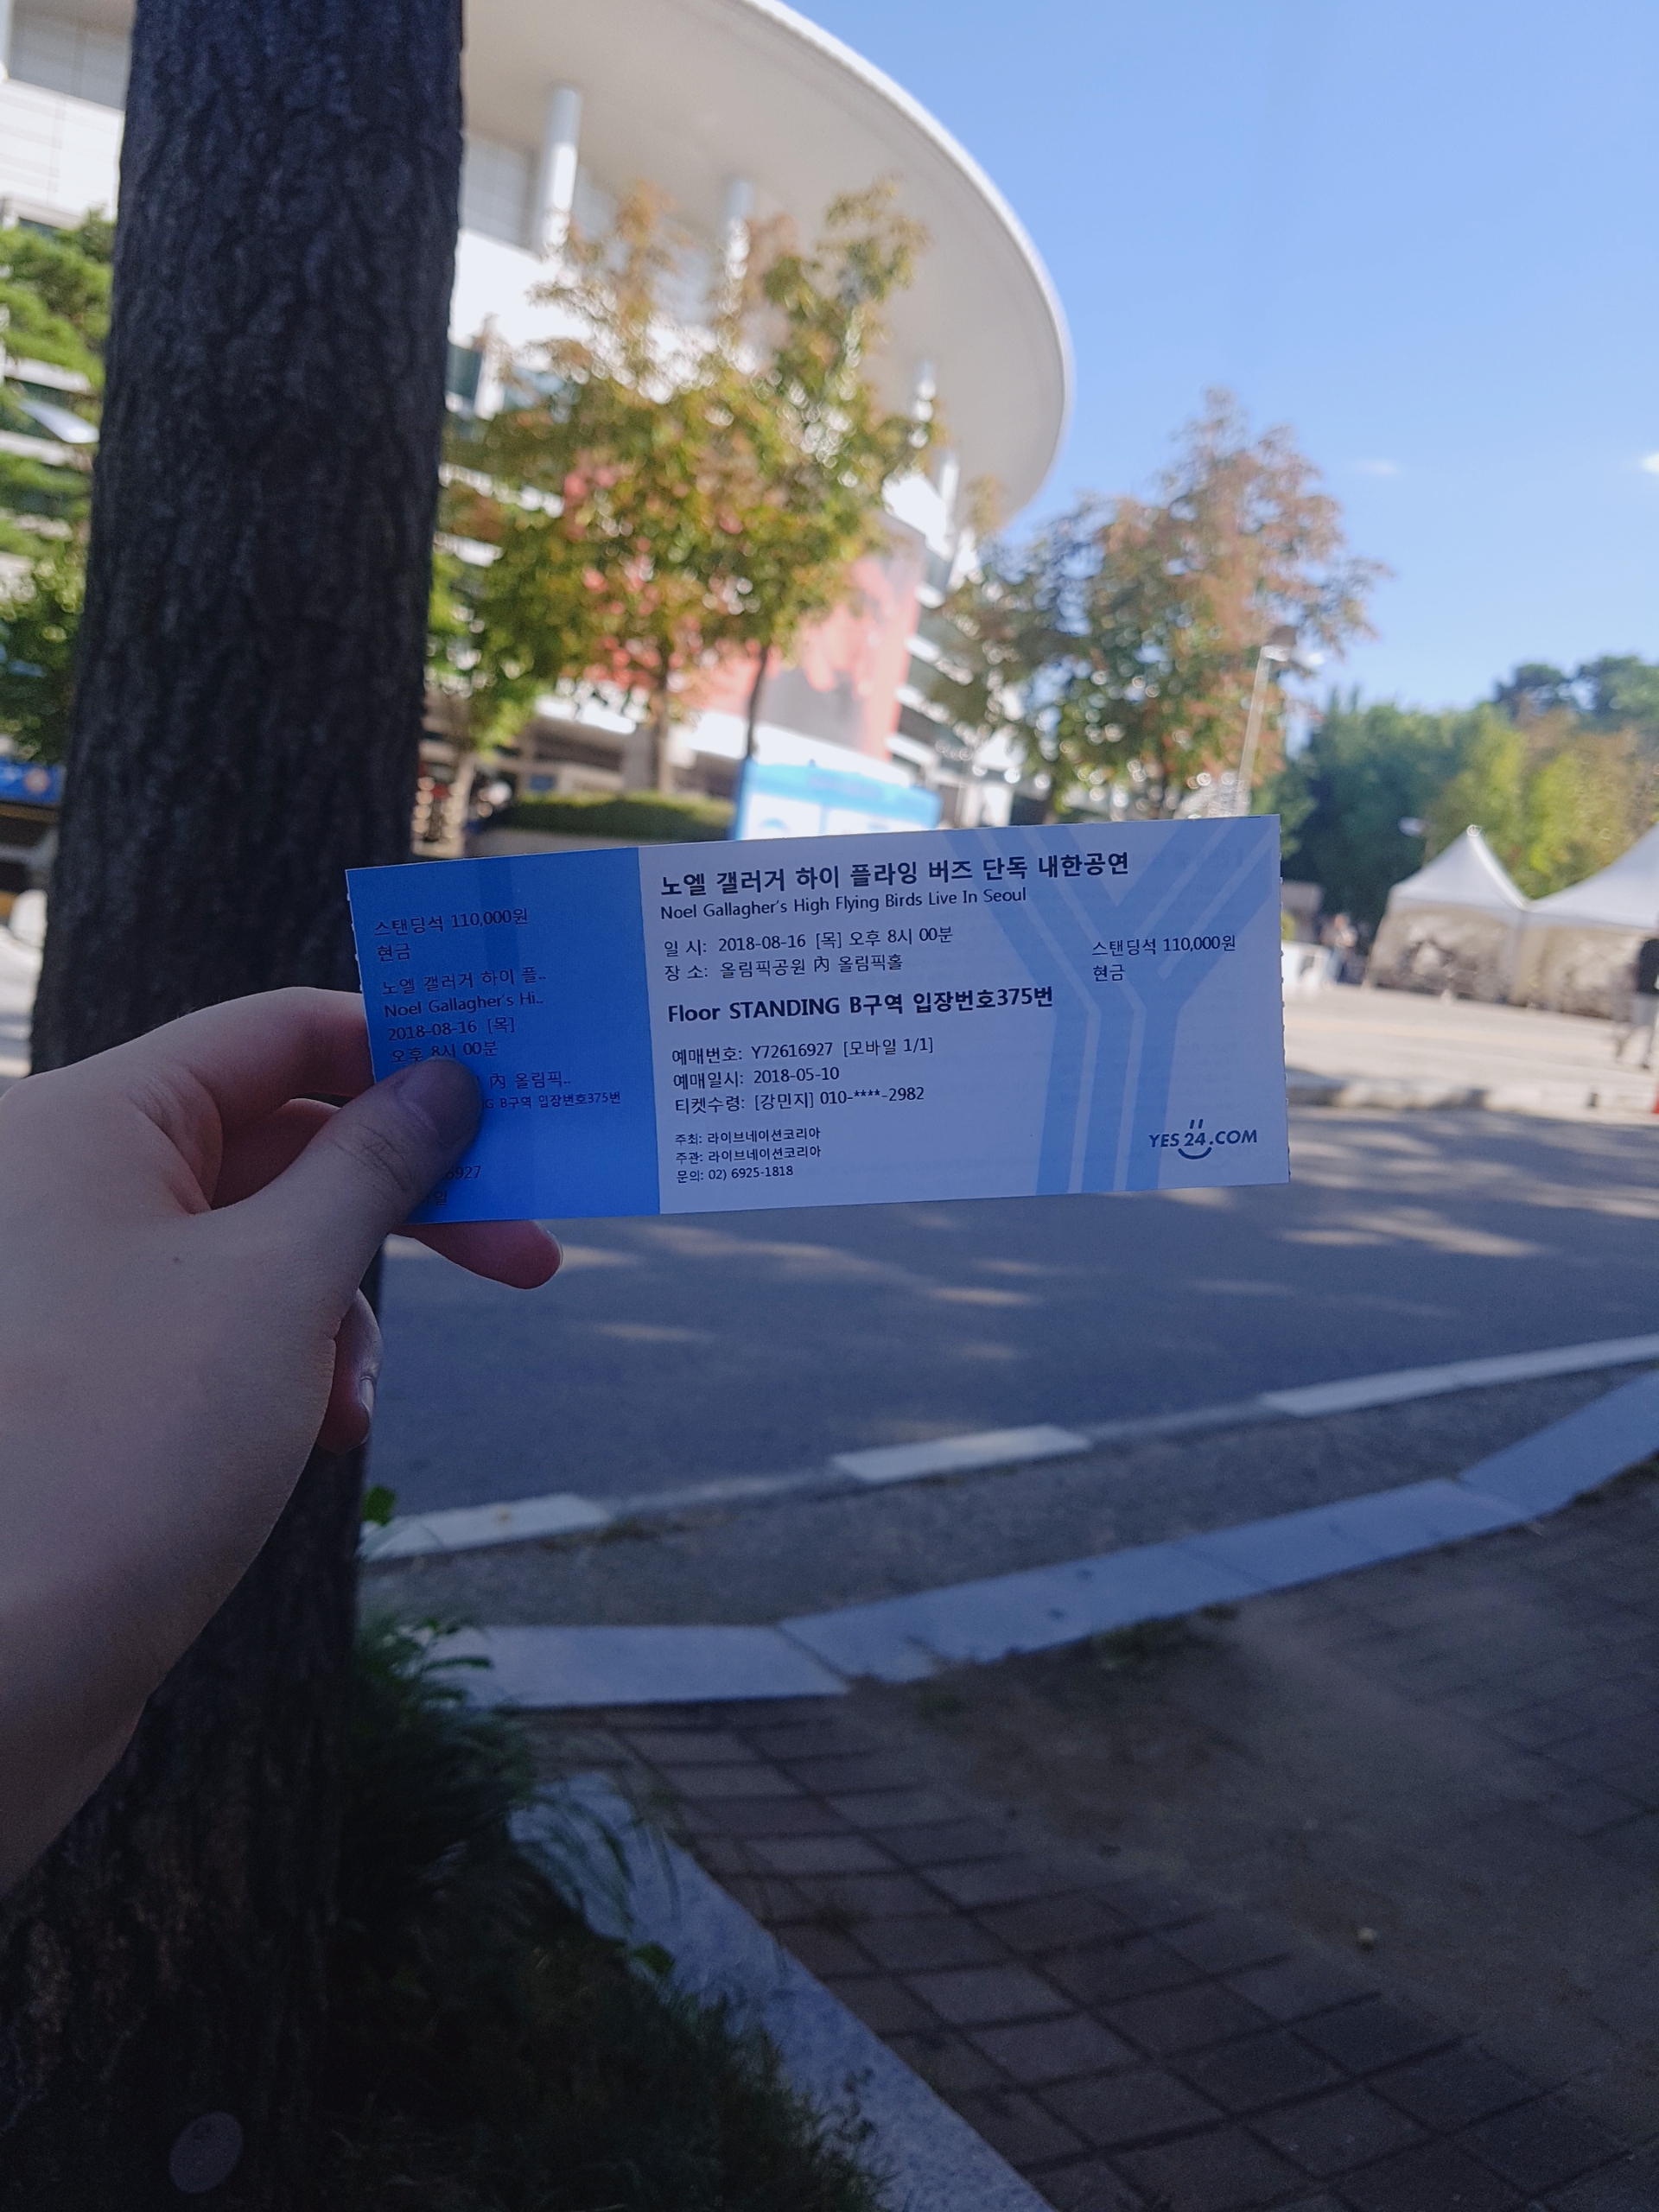 스탠딩석 110,000원
현금
노엘 갤러거 하이 플..
Noel Gallagher's Hi..
2018-08-16 [목]
오후 8시 00분
內 올림픽..
B구역 입장번호375번
6927
노엘 갤러거 하이 플라잉 버즈 단독 내한공연
Noel Gallagher's High Flying Birds Live In Seoul
일 시: 2018-08-16 [목] 오후 8시 00분
장 소: 올림픽공원 內 올림픽홀
스탠딩석 110,000원
현금
Floor STANDING B구역 입장번호375번
예매번호: Y72616927 [모바일 1/1]
예매일시: 2018-05-10
티켓수령: [강민지] 010-****-2982
주최: 라이브네이션코리아
주관: 라이브네이션코리아
문의: 02) 6925-1818
YES24.COM